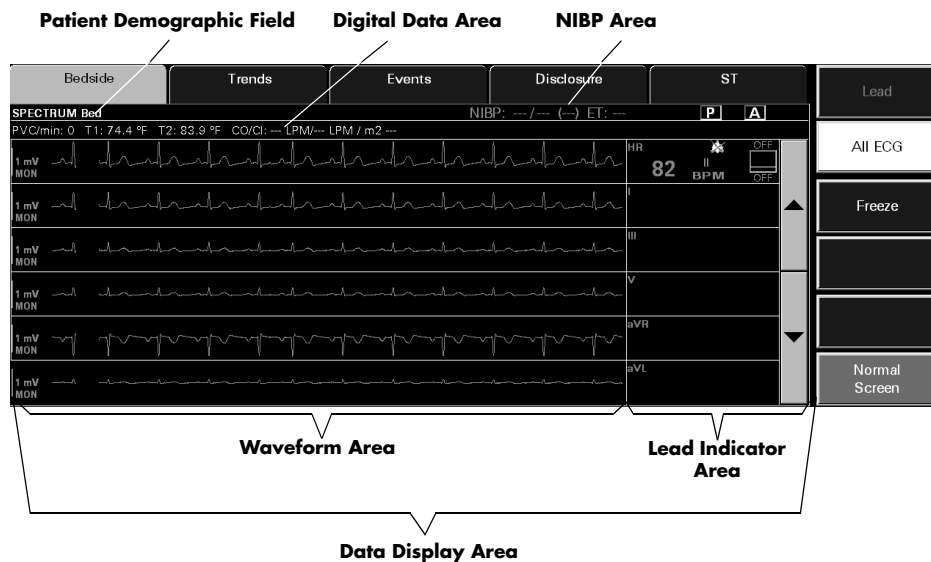 Patient Demographic Field Digital Data Area NIBP Area
Bedside Trends Events Disclosure ST
Lead
SPECTRUM Bed NIBP: --- / --- (---) ET: --- P A
PVC/min: 0 T1: 74.4 °F T2: 83.9 °F CO/CI: --- LPM/--- LPM / m2 ---
All ECG
1 mV
MON
HR 82 II BPM OFF OFF
Freeze
1 mV
MON
I
1 mV
MON
III
1 mV
MON
V
1 mV
MON
aVR
1 mV
MON
aVL
Normal
Screen
Waveform Area
Lead Indicator
Area
Data Display Area